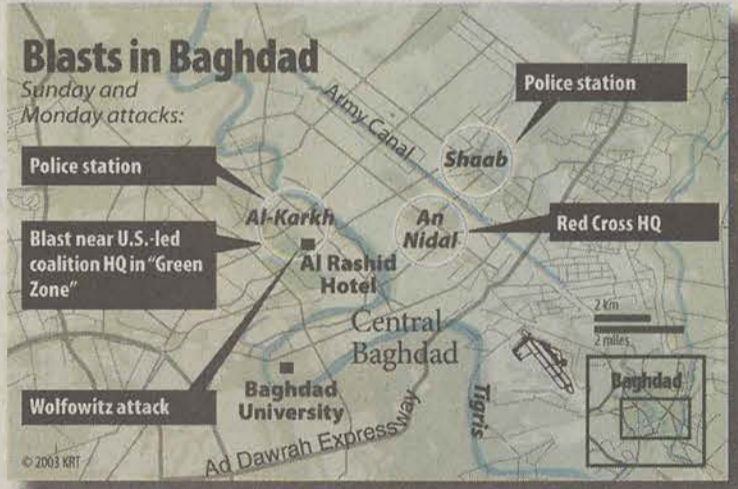 Blasts in Baghdad
Sunday and
Monday attacks:
Police station
Police station
Army Canal
Shaab
Al-Karkh
An
Nidal
Red Cross HQ
Blast near U.S.-led
coalition HQ in "Green
Zone"
Al Rashid
Hotel
Central
Baghdad
2 km
2 miles
Wolfowitz attack
Baghdad
University
Tigris
Baghdad
Ad Dawrah Expressway
© 2003 KRT